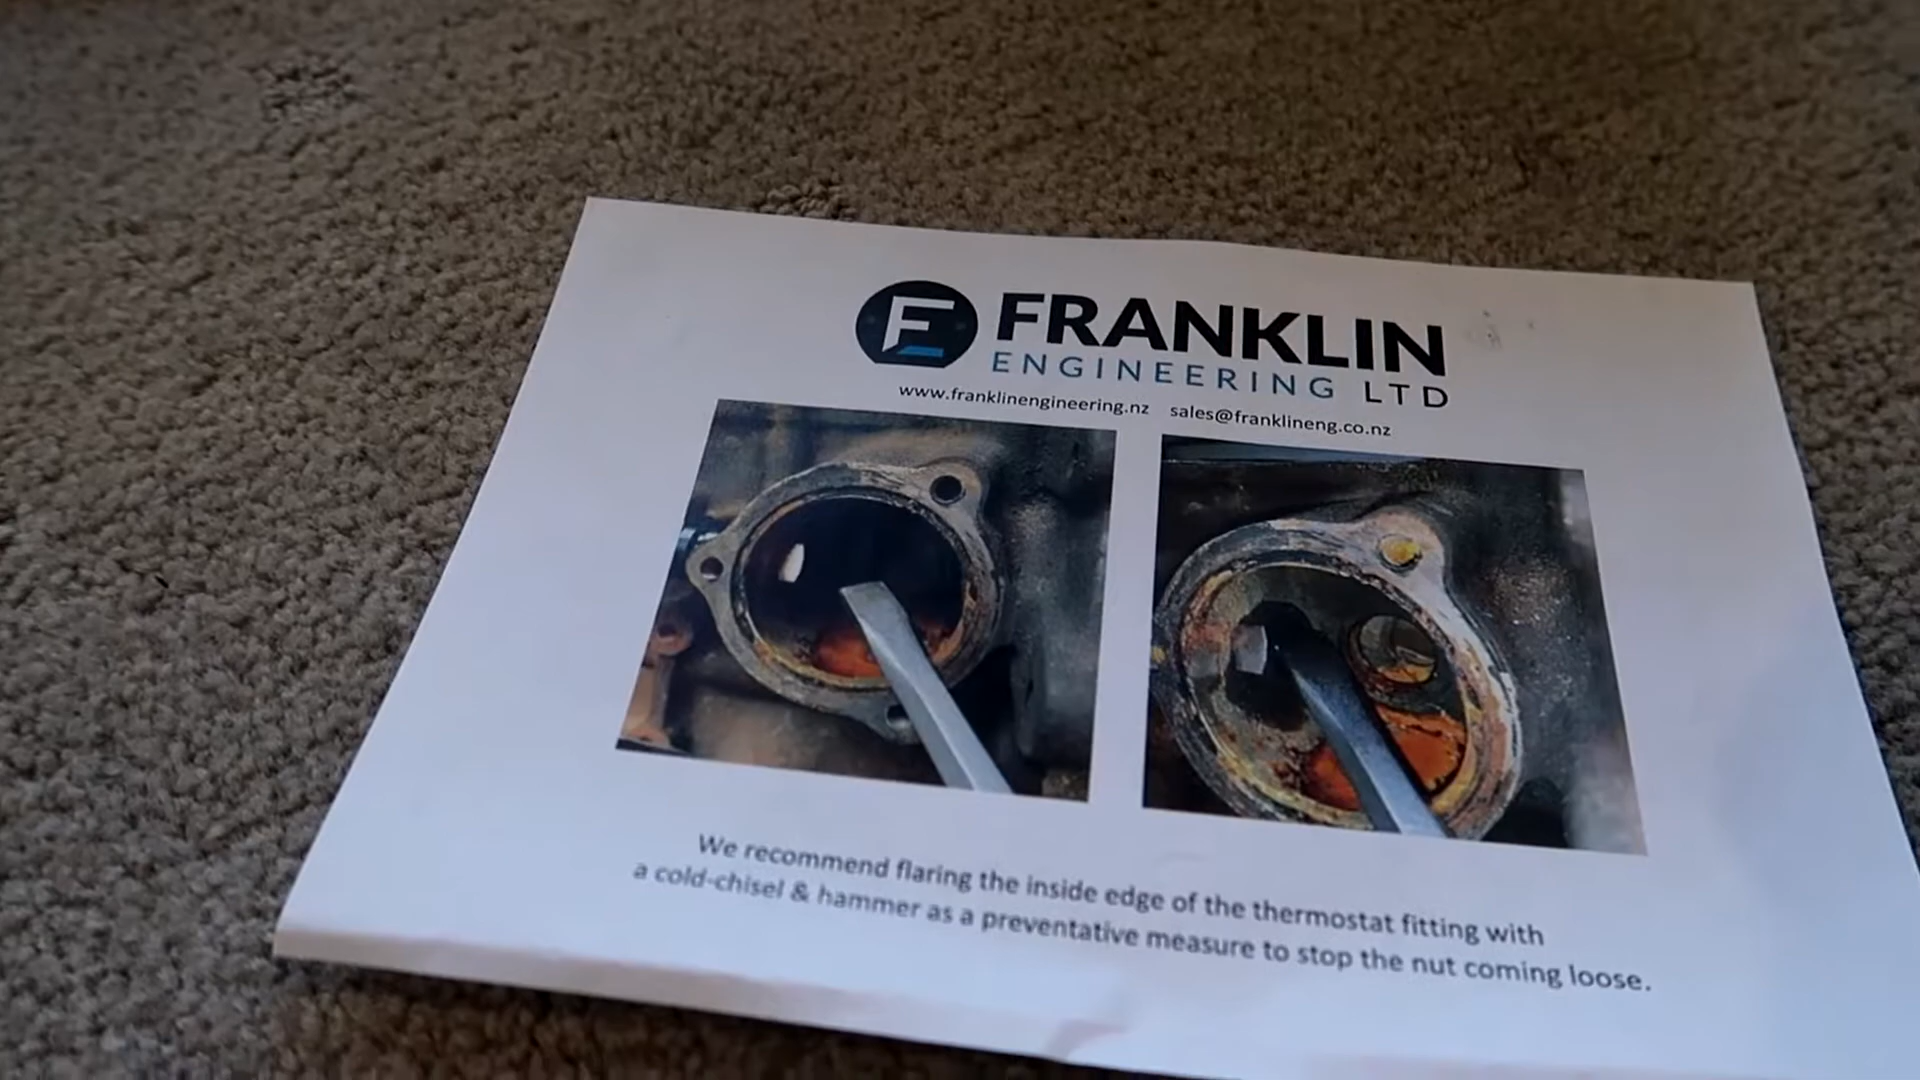 FE FRANKLIN
ENGINEERING LTD
www.franklinengineering.nz sales@franklineng.co.nz
We recommend flaring the inside edge of the thermostat fitting with
a cold-chisel & hammer as a preventative measure to stop the nut coming loose.